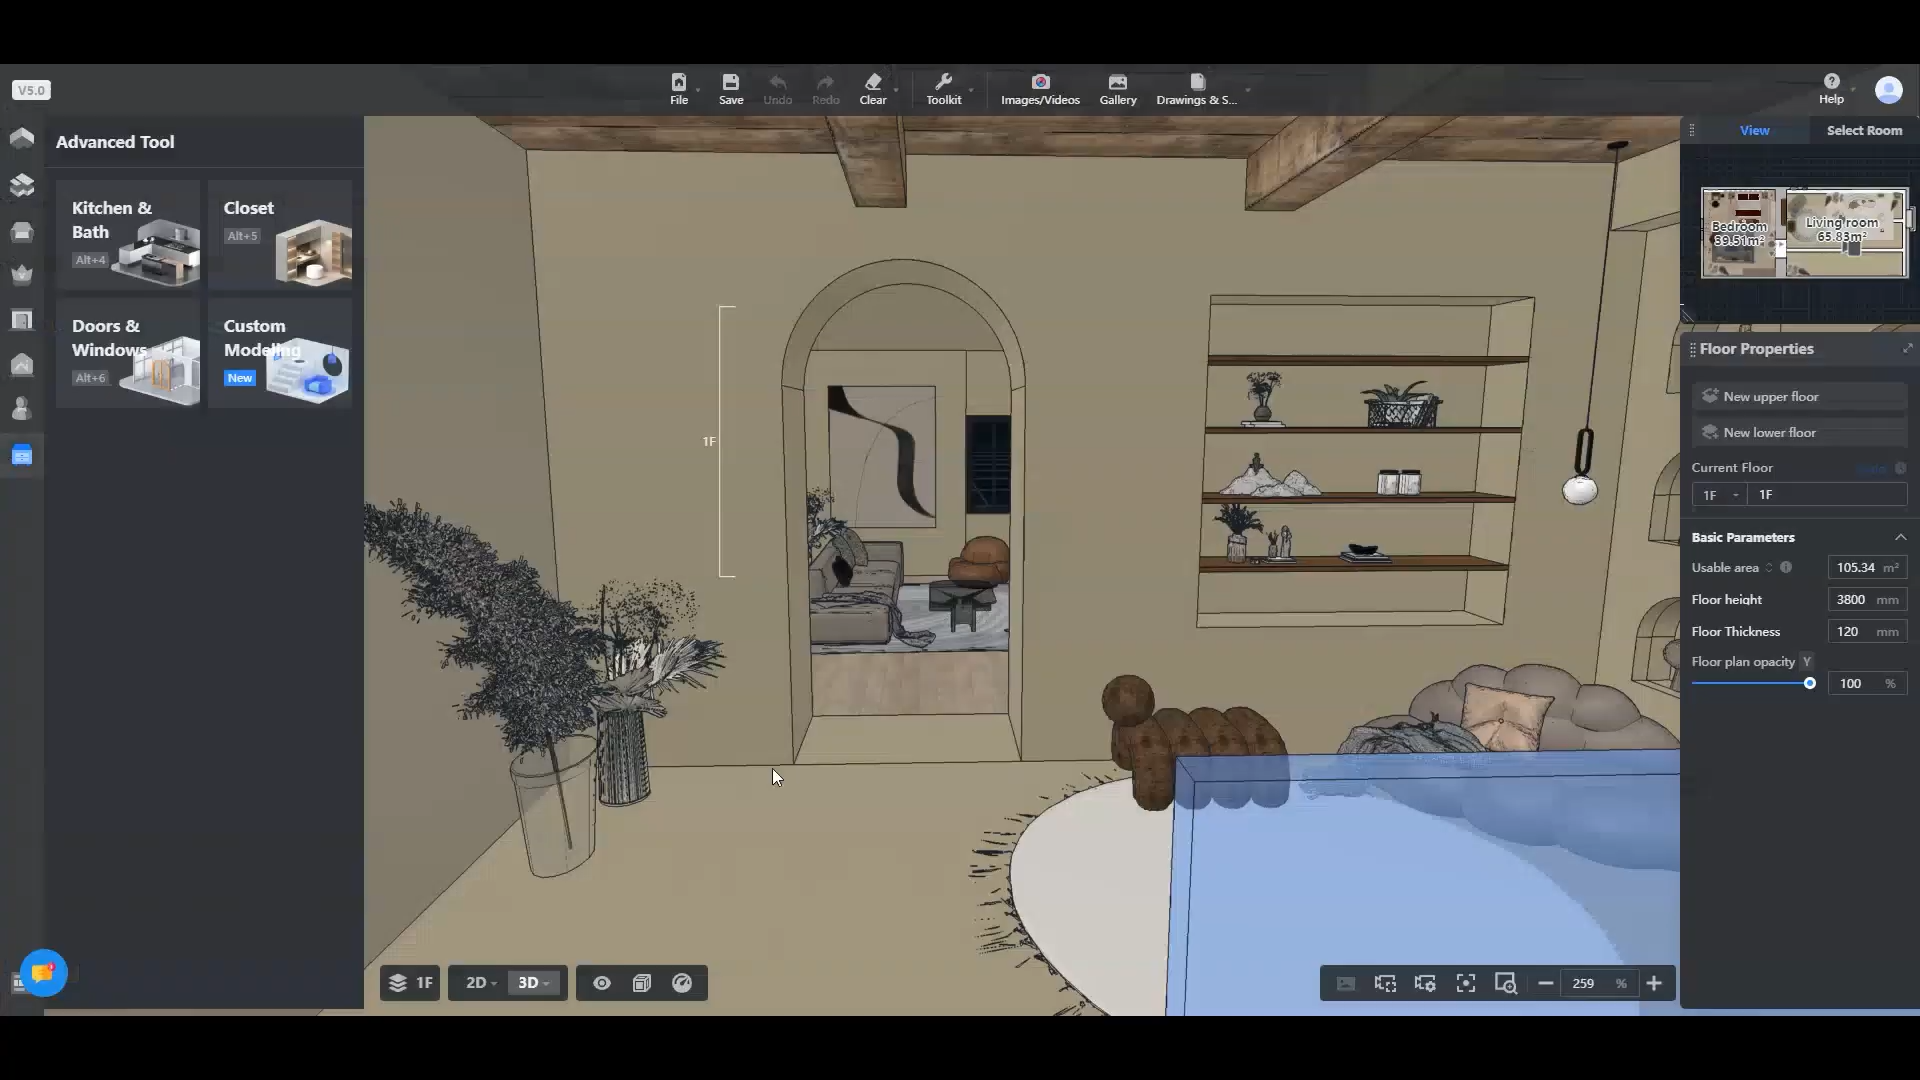 V5.0
File
Save
Undo
Redo
Clear
Toolkit
Images/Videos
Gallery
Drawings & S...
Help
Advanced Tool
Kitchen &
Bath
Alt+4
Closet
Alt+5
Doors &
Windows
Alt+6
Custom
Modeling
New
1F
View
Select Room
Bedroom
39.51m²
Living room
65.83m²
Floor Properties
New upper floor
New lower floor
Current Floor
1F
1F
Basic Parameters
Usable area
105.34 m²
Floor height
3800 mm
Floor Thickness
120 mm
Floor plan opacity Y
100 %
1F
2D
3D
259 %